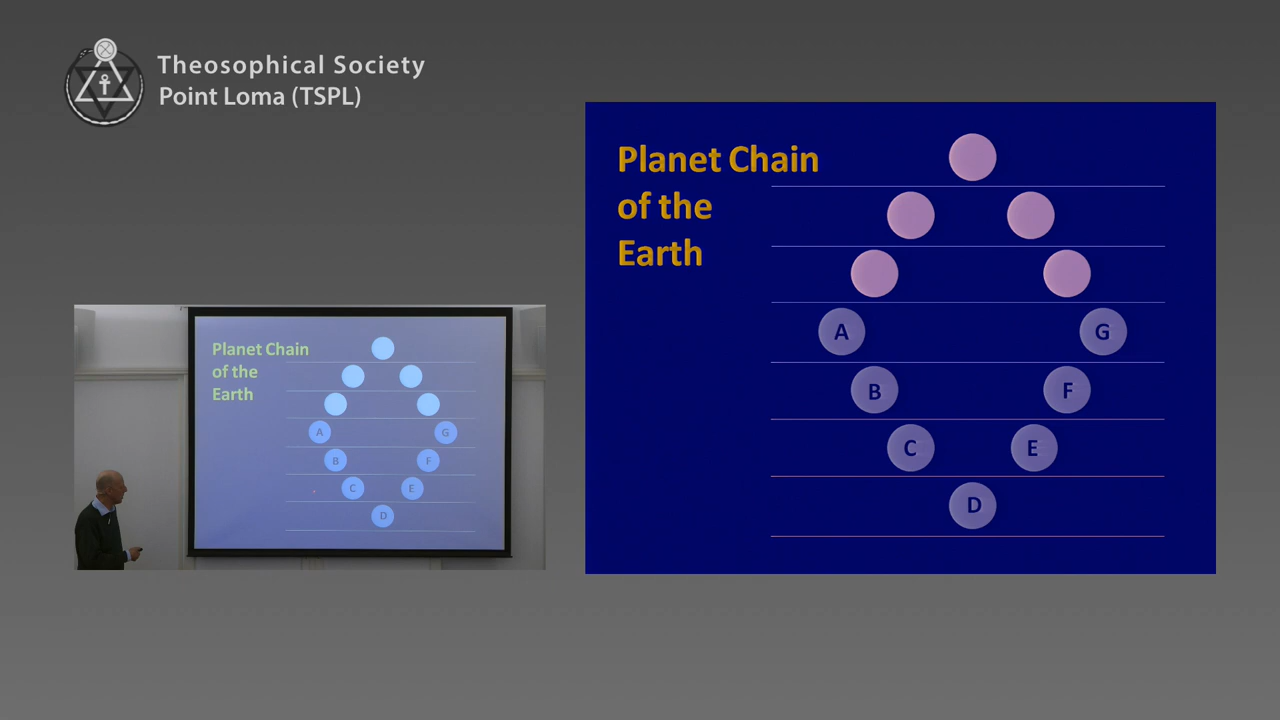 Theosophical Society
Point Loma (TSPL)
Planet Chain
of the
Earth
A
G
B
F
C
E
D
Planet Chain
of the
Earth
A
G
B
F
C
E
D